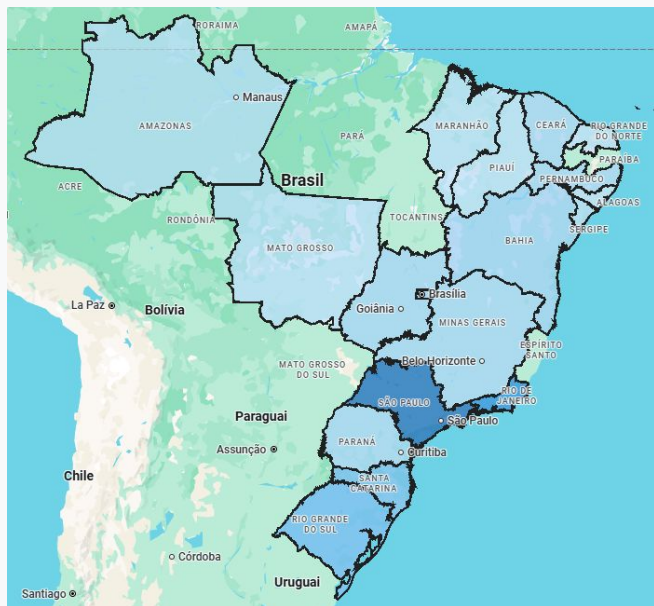 RORAIMA
AMAPÁ
Manaus
AMAZONAS
PARÁ
MARANHÃO
CEARÁ
RIO GRANDE
DO NORTE
PARAÍBA
PIAUÍ
PERNAMBUCO
Brasil
ACRE
ALAGOAS
RONDÔNIA
TOCANTINS
SERGIPE
MATO GROSSO
BAHIA
La Paz
Bolívia
Goiânia
Brasília
MINAS GERAIS
ESPÍRITO
SANTO
MATO GROSSO
DO SUL
Belo Horizonte
RIO DE
JANEIRO
SÃO PAULO
São Paulo
Paraguai
PARANÁ
Assunção
Curitiba
Chile
SANTA
CATARINA
RIO GRANDE
DO SUL
Córdoba
Uruguai
Santiago